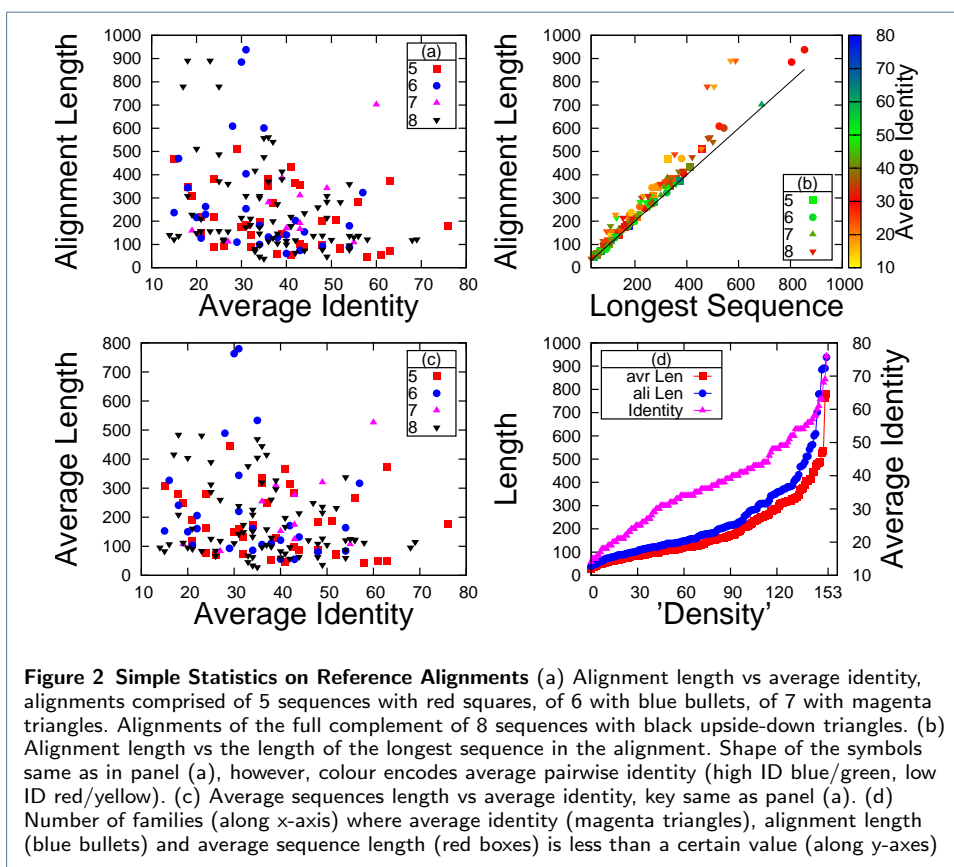 (a)
5
6
7
8
Alignment Length
1000
900
800
700
600
500
400
300
200
100
0
10 20 30 40 50 60 70 80
Average Identity
(b)
5
6
7
8
Alignment Length
1000
900
800
700
600
500
400
300
200
100
0
200 400 600 800 1000
Longest Sequence
80
70
60
50
40
30
20
10
Average Identity
(c)
5
6
7
8
Average Length
800
700
600
500
400
300
200
100
0
10 20 30 40 50 60 70 80
Average Identity
(d)
avr Len
ali Len
Identity
Length
1000
900
800
700
600
500
400
300
200
100
0
0 30 60 90 120 153
'Density'
80
70
60
50
40
30
20
10
Average Identity
Figure 2 Simple Statistics on Reference Alignments (a) Alignment length vs average identity,
alignments comprised of 5 sequences with red squares, of 6 with blue bullets, of 7 with magenta
triangles. Alignments of the full complement of 8 sequences with black upside-down triangles. (b)
Alignment length vs the length of the longest sequence in the alignment. Shape of the symbols
same as in panel (a), however, colour encodes average pairwise identity (high ID blue/green, low
ID red/yellow). (c) Average sequences length vs average identity, key same as panel (a). (d)
Number of families (along x-axis) where average identity (magenta triangles), alignment length
(blue bullets) and average sequence length (red boxes) is less than a certain value (along y-axes)